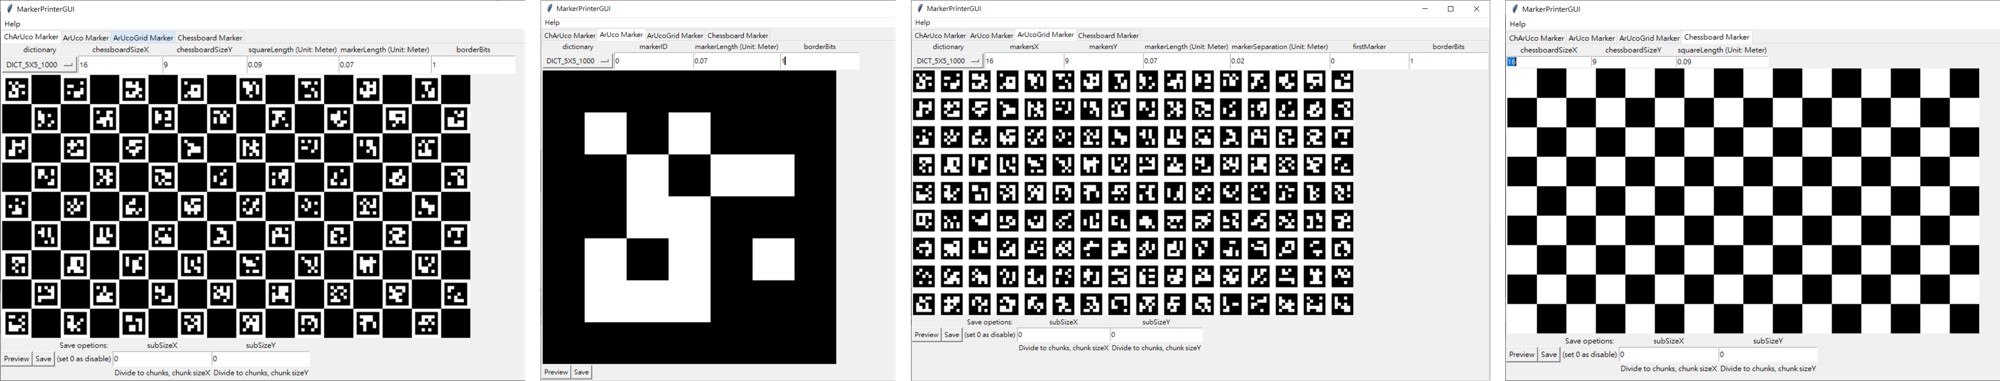 MarkerPrinterGUI
Help
ChArUco Marker ArUco Marker ArUcoGrid Marker Chessboard Marker
dictionary chessboardSizeX chessboardSizeY squareLength (Unit: Meter) markerLength (Unit: Meter) borderBits
DICT_5X5_1000 16 9 0.09 0.07 1
Save opetions: subSizeX subSizeY
Preview Save (set 0 as disable) 0 0
Divide to chunks, chunk sizeX Divide to chunks, chunk sizeY
MarkerPrinterGUI
Help
ChArUco Marker ArUco Marker ArUcoGrid Marker Chessboard Marker
dictionary markerID markerLength (Unit: Meter) borderBits
DICT_5X5_1000 0 0.07 1
Preview Save
MarkerPrinterGUI
Help
ChArUco Marker ArUco Marker ArUcoGrid Marker Chessboard Marker
dictionary markersX markersY markerLength (Unit: Meter) markerSeparation (Unit: Meter) firstMarker borderBits
DICT_5X5_1000 16 9 0.07 0.02 0 1
Save opetions: subSizeX subSizeY
Preview Save (set 0 as disable) 0 0
Divide to chunks, chunk sizeX Divide to chunks, chunk sizeY
MarkerPrinterGUI
Help
ChArUco Marker ArUco Marker ArUcoGrid Marker Chessboard Marker
chessboardSizeX chessboardSizeY squareLength (Unit: Meter)
16 9 0.09
Save opetions: subSizeX subSizeY
Preview Save (set 0 as disable) 0 0
Divide to chunks, chunk sizeX Divide to chunks, chunk sizeY